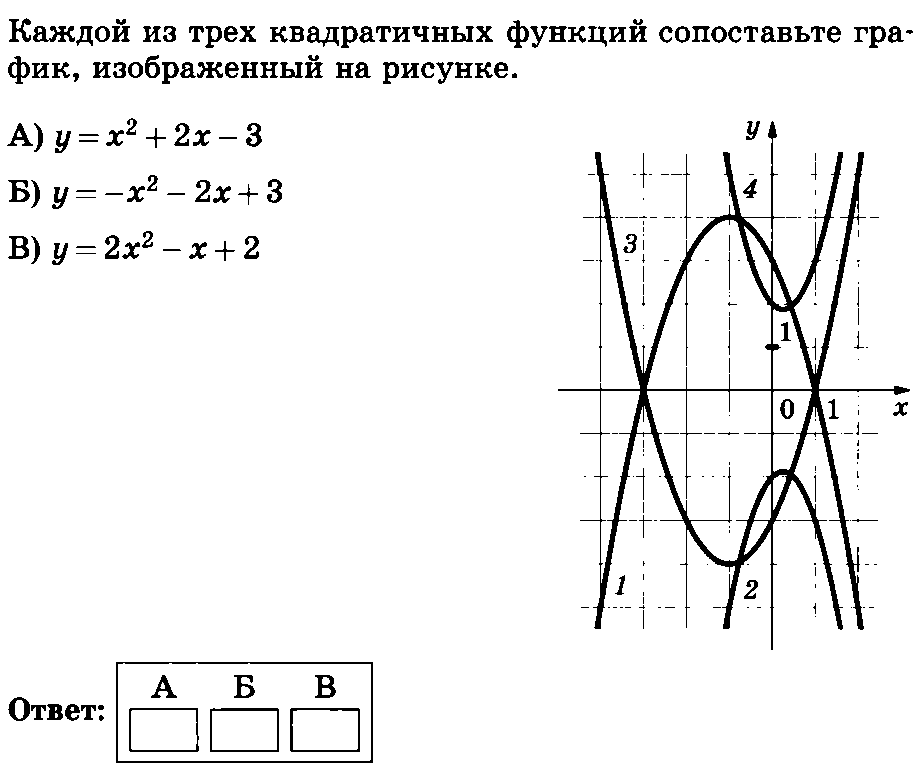 Каждой из трех квадратичных функций сопоставьте гра-
фик, изображенный на рисунке.
А) y = x² + 2x − 3
Б) y = −x² − 2x + 3
В) y = 2x² − x + 2
y
4
3
1
0 1 x
1 2
А Б В
Ответ: